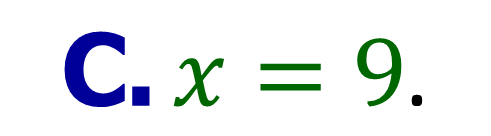 C. x = 9.